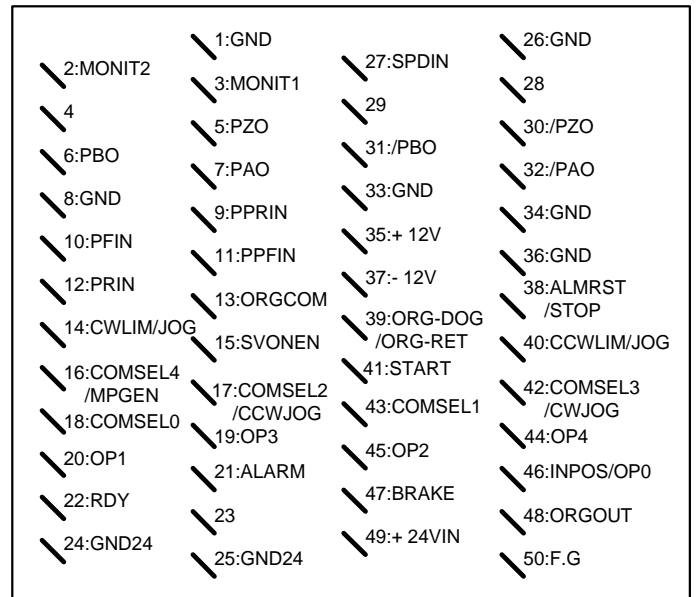 1:GND
26:GND
2:MONIT2
27:SPDIN
3:MONIT1
28
4
29
5:PZO
30:/PZO
6:PBO
31:/PBO
7:PAO
32:/PAO
8:GND
33:GND
9:PPRIN
34:GND
10:PFIN
35:+ 12V
11:PPFIN
36:GND
12:PRIN
37:- 12V
13:ORGCOM
38:ALMRST
/STOP
14:CWLIM/JOG
39:ORG-DOG
/ORG-RET
15:SVONEN
40:CCWLIM/JOG
16:COMSEL4
/MPGEN
41:START
17:COMSEL2
/CCWJOG
42:COMSEL3
/CWJOG
18:COMSEL0
43:COMSEL1
19:OP3
44:OP4
20:OP1
45:OP2
21:ALARM
46:INPOS/OP0
22:RDY
47:BRAKE
23
48:ORGOUT
24:GND24
49:+ 24VIN
25:GND24
50:F.G